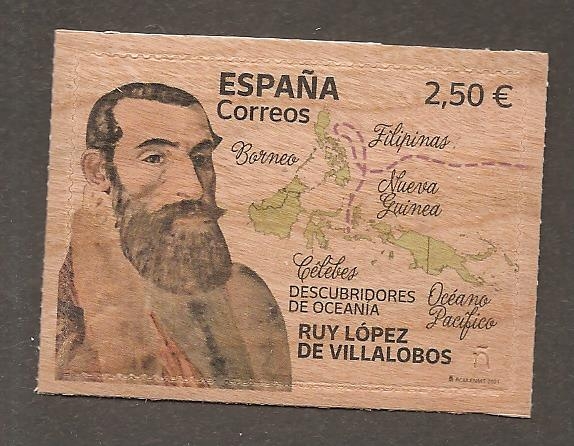 ESPAÑA
Correos
2,50 €
Filipinas
Borneo
Nueva
Guinea
Célebes
DESCUBRIDORES
DE OCEANÍA
Océano
Pacífico
RUY LÓPEZ
DE VILLALOBOS
ñ